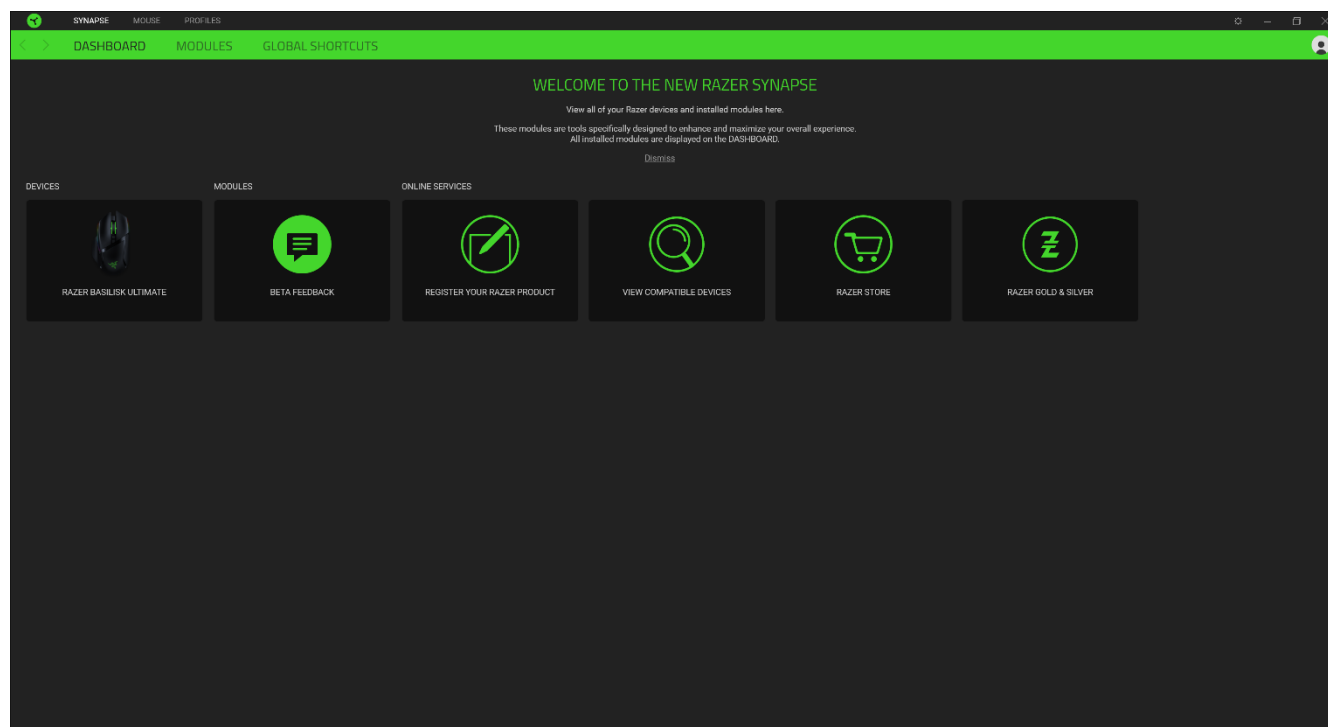 SYNAPSE MOUSE PROFILES
DASHBOARD MODULES GLOBAL SHORTCUTS
WELCOME TO THE NEW RAZER SYNAPSE
View all of your Razer devices and installed modules here.
These modules are tools specifically designed to enhance and maximize your overall experience.
All installed modules are displayed on the DASHBOARD.
Dismiss
DEVICES MODULES ONLINE SERVICES
RAZER BASILISK ULTIMATE BETA FEEDBACK REGISTER YOUR RAZER PRODUCT VIEW COMPATIBLE DEVICES RAZER STORE RAZER GOLD & SILVER